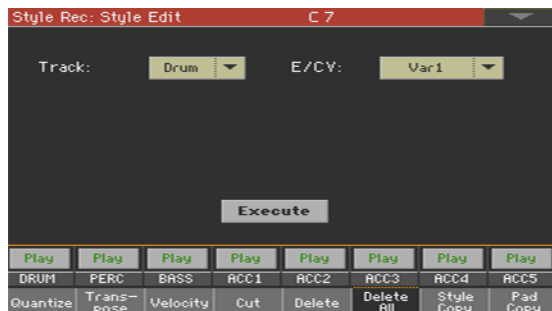 Style Rec: Style Edit C 7
Track: Drum E/CV: Var1
Execute
Play Play Play Play Play Play Play Play
DRUM PERC BASS ACC1 ACC2 ACC3 ACC4 ACC5
Quantize Trans- Velocity Cut Delete Delete Style Pad
pose All Copy Copy